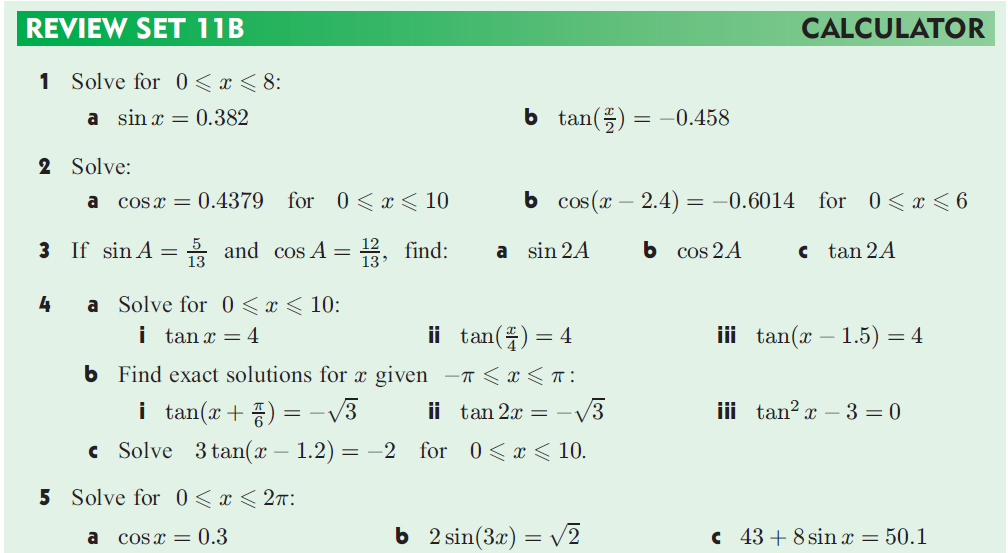 REVIEW SET 11B CALCULATOR
1 Solve for 0 ⩽ x ⩽ 8:
a sin x = 0.382 b tan(x/2) = −0.458
2 Solve:
a cos x = 0.4379 for 0 ⩽ x ⩽ 10 b cos(x − 2.4) = −0.6014 for 0 ⩽ x ⩽ 6
3 If sin A = 5/13 and cos A = 12/13, find: a sin 2A b cos 2A c tan 2A
4 a Solve for 0 ⩽ x ⩽ 10:
i tan x = 4 ii tan(x/4) = 4 iii tan(x − 1.5) = 4
b Find exact solutions for x given −π ⩽ x ⩽ π:
i tan(x + π/6) = −√3 ii tan 2x = −√3 iii tan² x − 3 = 0
c Solve 3 tan(x − 1.2) = −2 for 0 ⩽ x ⩽ 10.
5 Solve for 0 ⩽ x ⩽ 2π:
a cos x = 0.3 b 2 sin(3x) = √2 c 43 + 8 sin x = 50.1